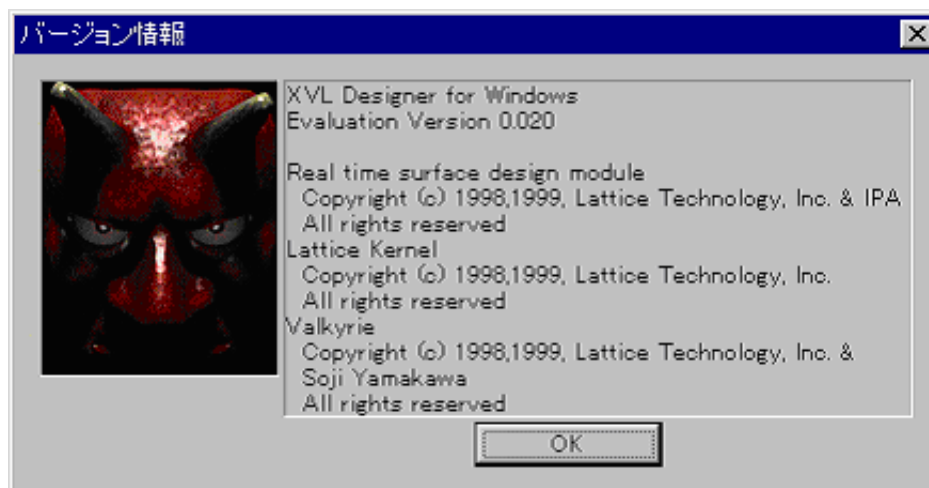 バージョン情報
XVL Designer for Windows
Evaluation Version 0.020
Real time surface design module
Copyright (c) 1998,1999, Lattice Technology, Inc. & IPA
All rights reserved
Lattice Kernel
Copyright (c) 1998,1999, Lattice Technology, Inc.
All rights reserved
Valkyrie
Copyright (c) 1998,1999, Lattice Technology, Inc. &
Soji Yamakawa
All rights reserved
OK